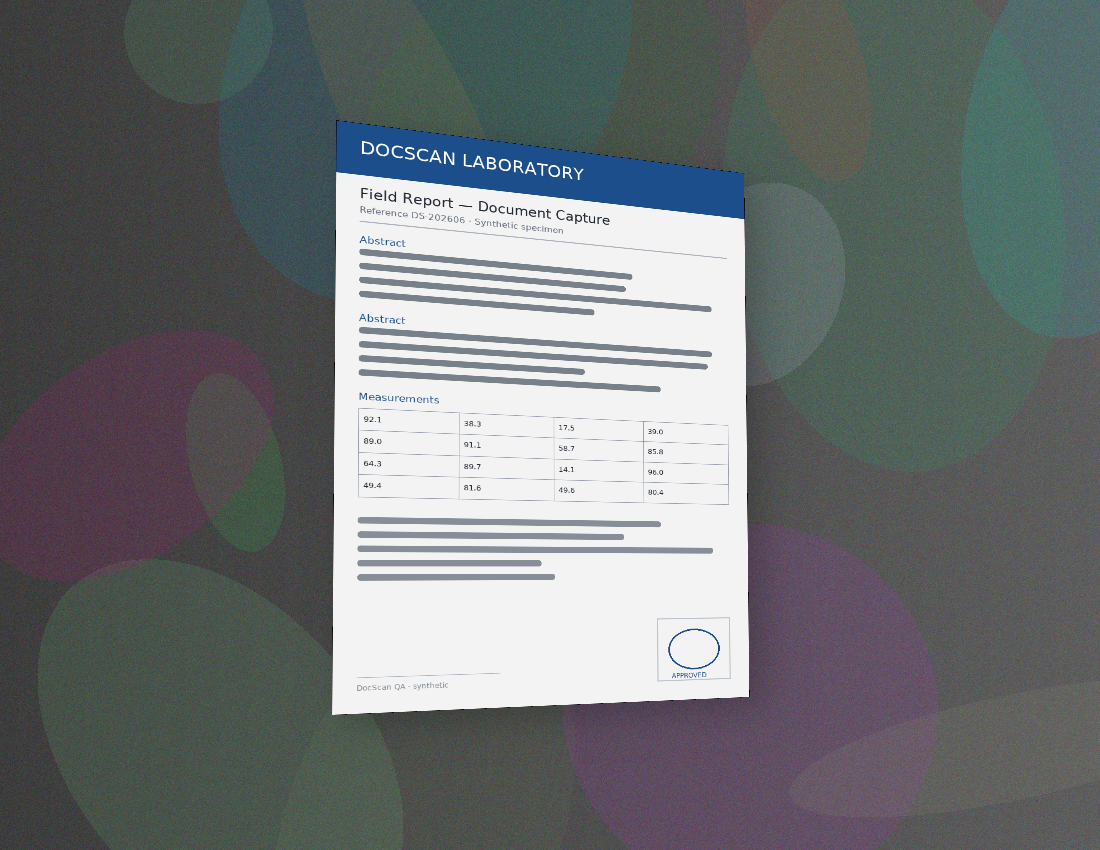 DOCSCAN LABORATORY
Field Report — Document Capture
Reference DS-202606 · Synthetic specimen
Abstract
Abstract
Measurements
92.1 38.3 17.5 39.0
89.0 91.1 58.7 85.8
64.3 89.7 14.1 96.0
49.4 81.6 49.6 80.4
APPROVED
DocScan QA · synthetic